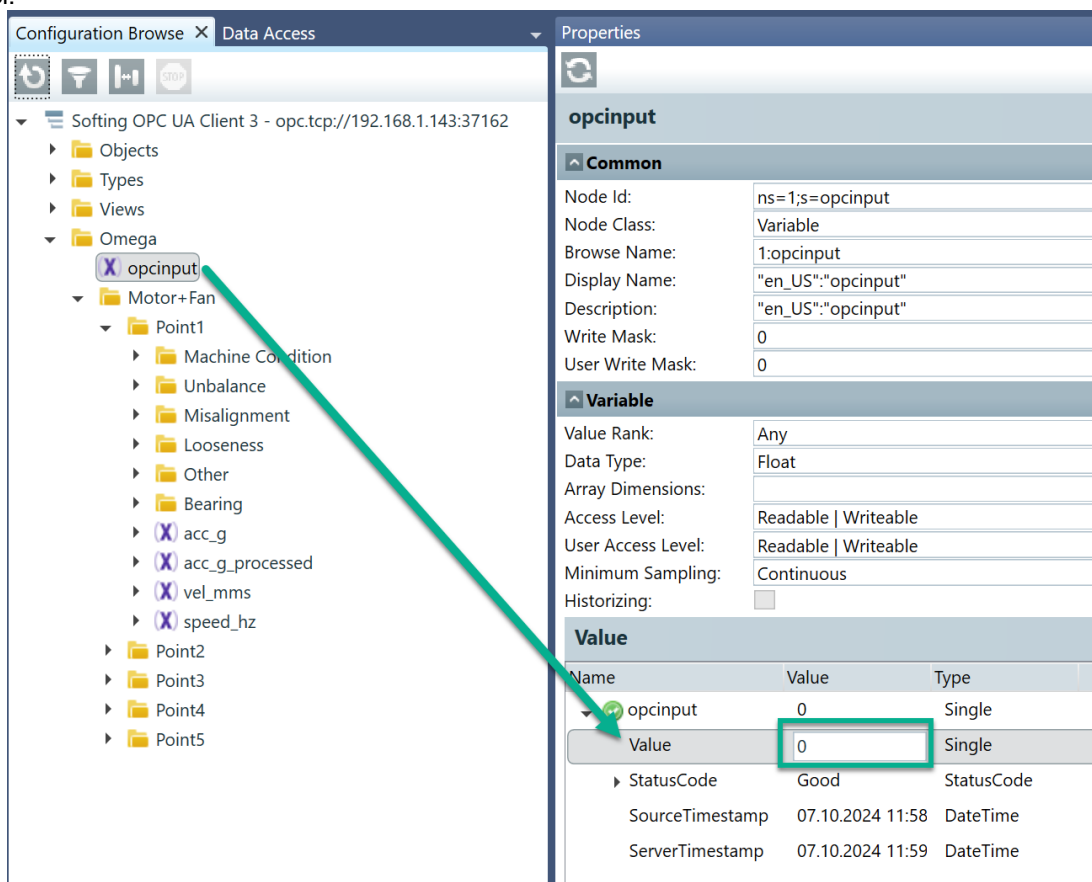 Configuration Browse
Data Access
STOP
Softing OPC UA Client 3 - opc.tcp://192.168.1.143:37162
Objects
Types
Views
Omega
(X) opcinput
Motor+Fan
Point1
Machine Condition
Unbalance
Misalignment
Looseness
Other
Bearing
(X) acc_g
(X) acc_g_processed
(X) vel_mms
(X) speed_hz
Point2
Point3
Point4
Point5
Properties
opcinput
Common
Node Id: ns=1;s=opcinput
Node Class: Variable
Browse Name: 1:opcinput
Display Name: "en_US":"opcinput"
Description: "en_US":"opcinput"
Write Mask: 0
User Write Mask: 0
Variable
Value Rank: Any
Data Type: Float
Array Dimensions:
Access Level: Readable | Writeable
User Access Level: Readable | Writeable
Minimum Sampling: Continuous
Historizing:
Value
Name Value Type
opcinput 0 Single
Value 0 Single
StatusCode Good StatusCode
SourceTimestamp 07.10.2024 11:58 DateTime
ServerTimestamp 07.10.2024 11:59 DateTime